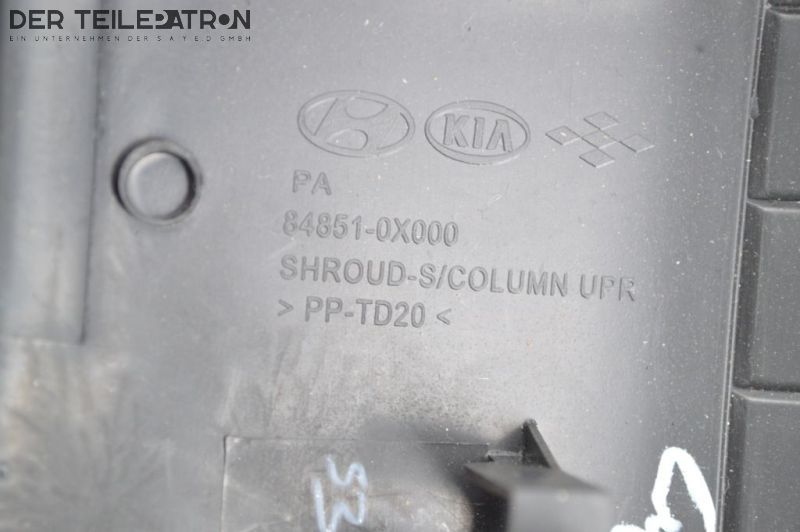 DER TEILEPATRON
EIN UNTERNEHMEN DER S A Y E D GMBH
KIA
PA
84851-0X000
SHROUD-S/COLUMN UPR
> PP-TD20 <